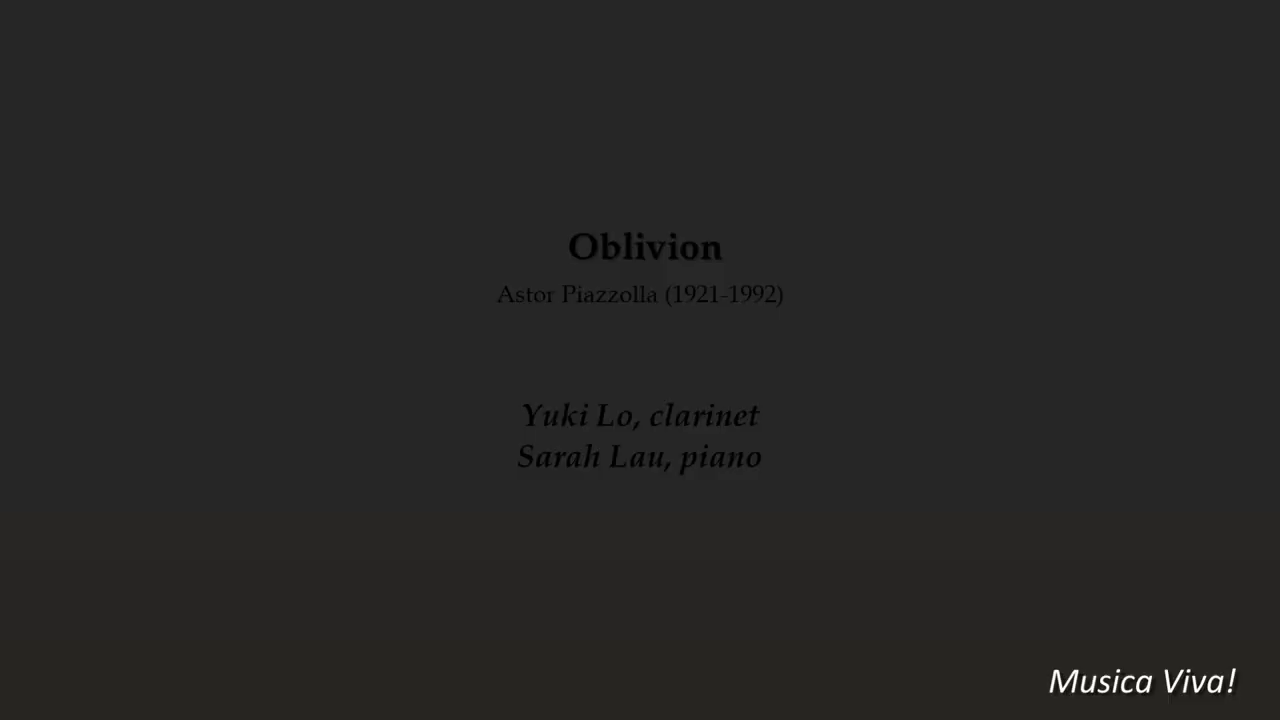 Oblivion
Astor Piazzolla (1921-1992)
Yuki Lo, clarinet
Sarah Lau, piano
Musica Viva!